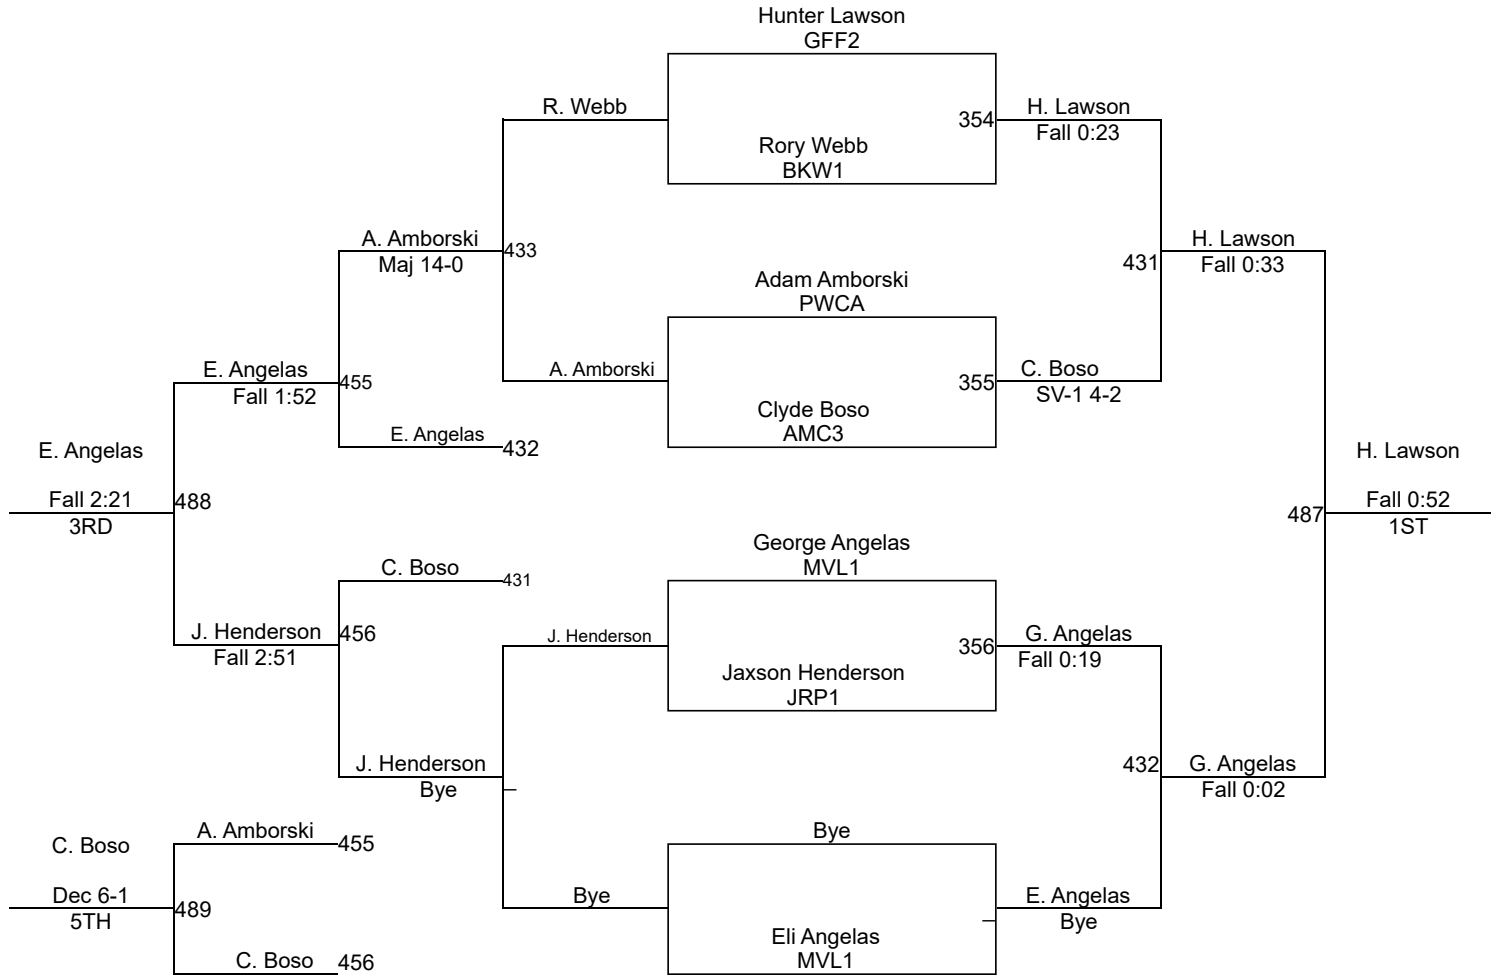 Hunter Lawson
GFF2
R. Webb
354
H. Lawson
Fall 0:23
Rory Webb
BKW1
A. Amborski
Maj 14-0
433
431
H. Lawson
Fall 0:33
Adam Amborski
PWCA
E. Angelas
Fall 1:52
455
A. Amborski
355
C. Boso
SV-1 4-2
Clyde Boso
AMC3
E. Angelas
432
E. Angelas
Fall 2:21
3RD
488
487
H. Lawson
Fall 0:52
1ST
George Angelas
MVL1
C. Boso
431
J. Henderson
Fall 2:51
456
J. Henderson
356
G. Angelas
Fall 0:19
Jaxson Henderson
JRP1
J. Henderson
Bye
432
G. Angelas
Fall 0:02
A. Amborski
455
Bye
C. Boso
Dec 6-1
5TH
489
Bye
E. Angelas
Bye
Eli Angelas
MVL1
C. Boso
456